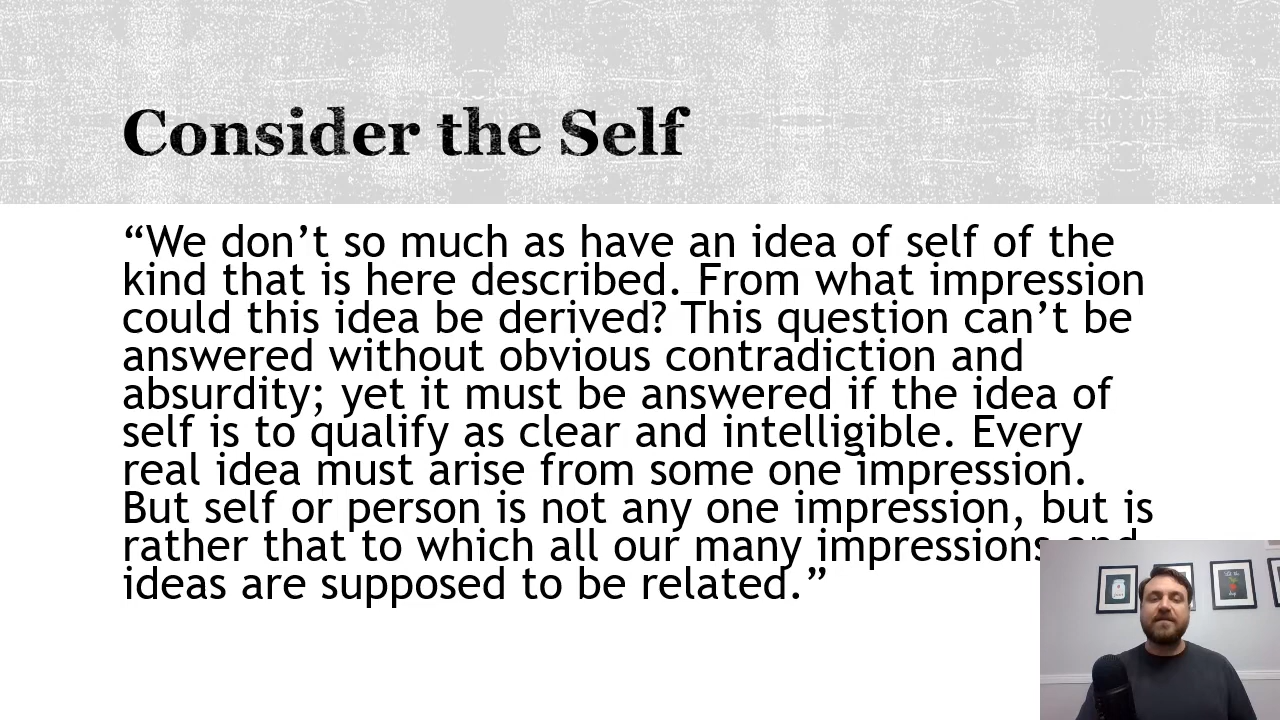 Consider the Self
“We don’t so much as have an idea of self of the
kind that is here described. From what impression
could this idea be derived? This question can’t be
answered without obvious contradiction and
absurdity; yet it must be answered if the idea of
self is to qualify as clear and intelligible. Every
real idea must arise from some one impression.
But self or person is not any one impression, but is
rather that to which all our many impressions and
ideas are supposed to be related.”